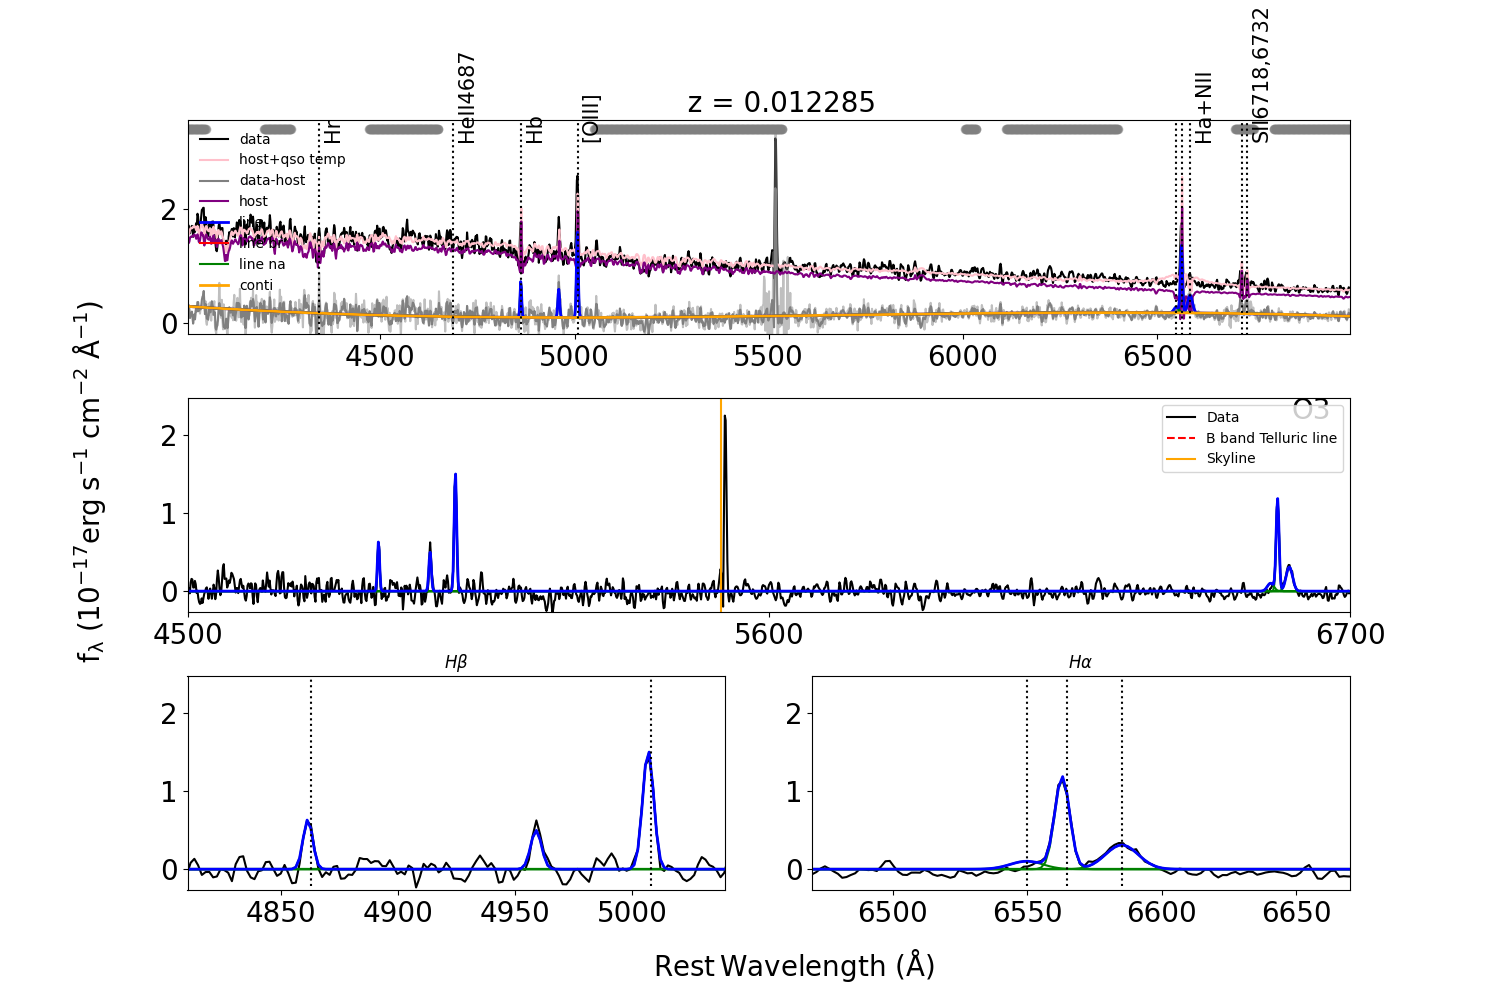 z = 0.012285
Hr
HeII4687
Hb
[OIII]
Ha+NII
SII6718,6732
data
host+qso temp
data-host
host
line
line na
conti
2
0
4500
5000
5500
6000
6500
O3
Data
B band Telluric line
Skyline
2
1
0
4500
5600
6700
fλ (10⁻¹⁷erg s⁻¹ cm⁻² Å⁻¹)
Hβ
2
1
0
4850
4900
4950
5000
Hα
2
1
0
6500
6550
6600
6650
Rest Wavelength (Å)